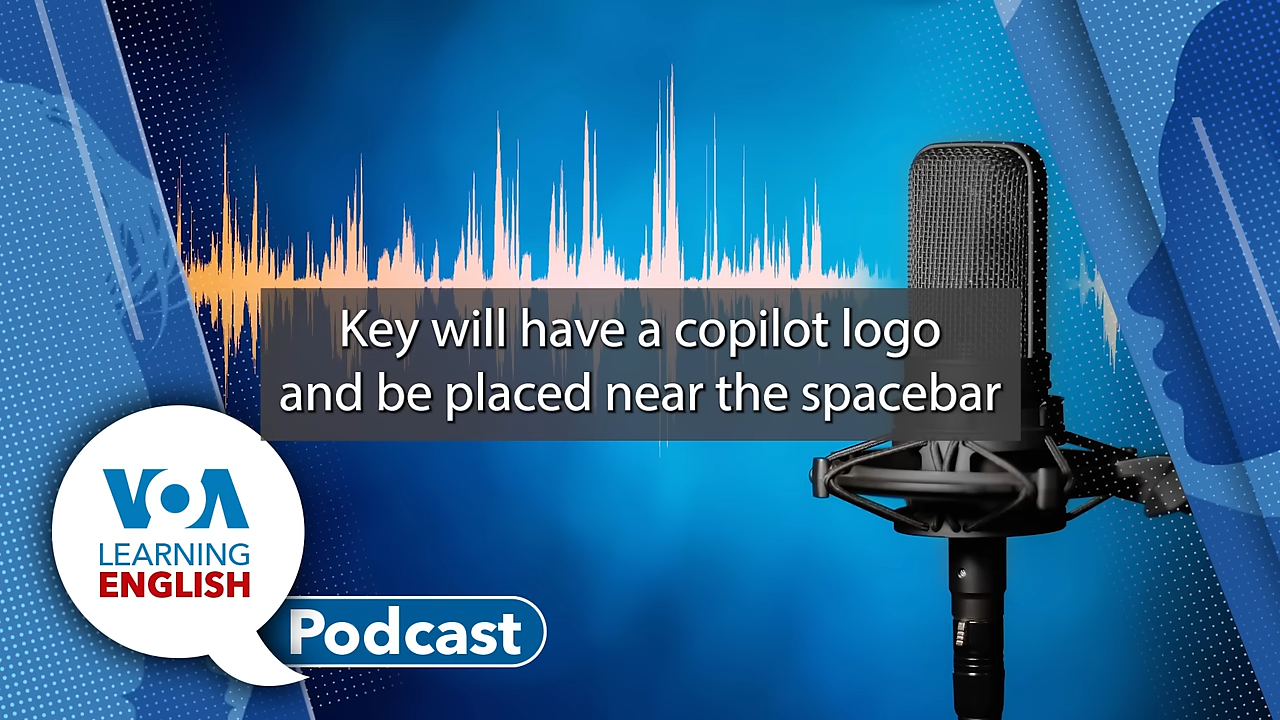 Key will have a copilot logo
and be placed near the spacebar
VOA
LEARNING
ENGLISH
Podcast